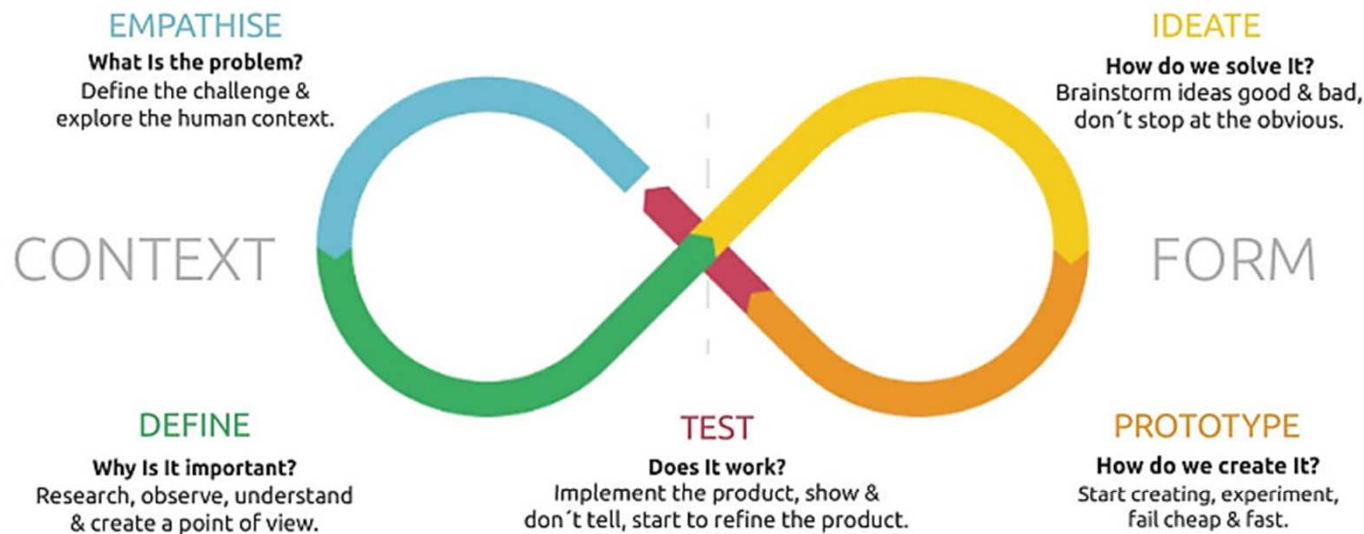 EMPATHISE
What Is the problem?
Define the challenge &
explore the human context.
IDEATE
How do we solve It?
Brainstorm ideas good & bad,
don´t stop at the obvious.
CONTEXT
FORM
DEFINE
Why Is It important?
Research, observe, understand
& create a point of view.
TEST
Does It work?
Implement the product, show &
don´t tell, start to refine the product.
PROTOTYPE
How do we create It?
Start creating, experiment,
fail cheap & fast.